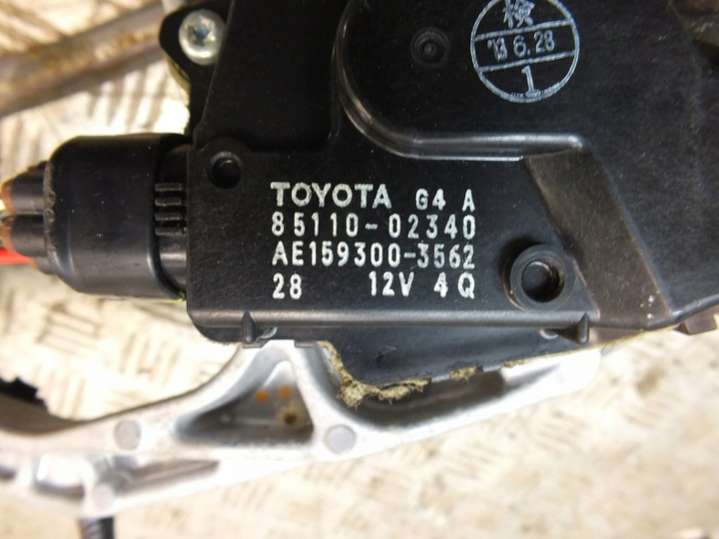 検
'13 6.28
1
TOYOTA G4 A
85110-02340
AE159300-3562
28 12V 4Q